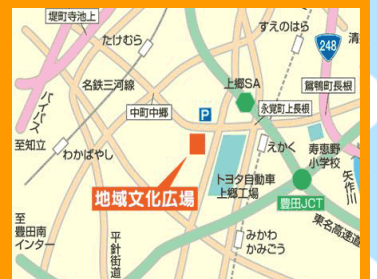 堤町寺池上
たけむら
すえのはら
清
248
名鉄三河線
上郷SA
鴛鴨町長根
バイパス
中町中郷
P
永覚町上長根
至知立
わかばやし
えかく
寿恵野
小学校
矢作川
地域文化広場
トヨタ自動車
上郷工場
豊田JCT
至
豊田南
インター
平針街道
みかわ
かみごう
東名高速道